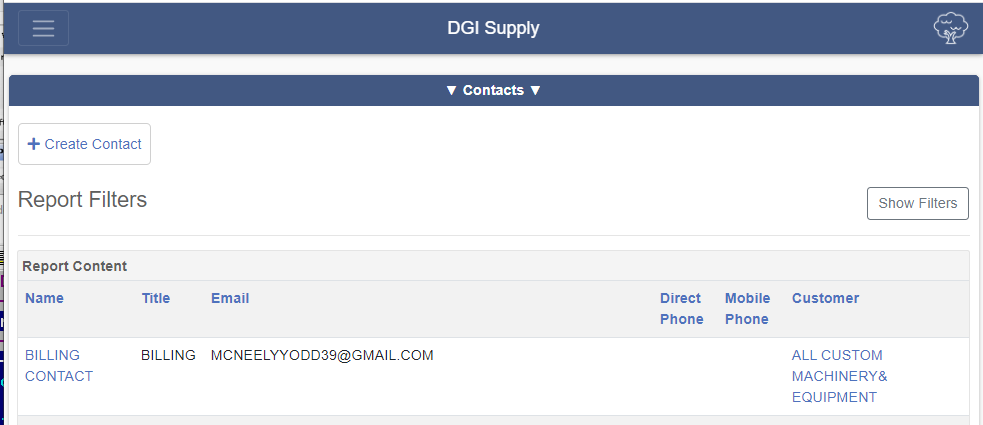 DGI Supply
▼ Contacts ▼
+ Create Contact
Report Filters
Show Filters
Report Content
Name Title Email Direct Phone Mobile Phone Customer
BILLING CONTACT BILLING MCNEELYYODD39@GMAIL.COM ALL CUSTOM MACHINERY& EQUIPMENT